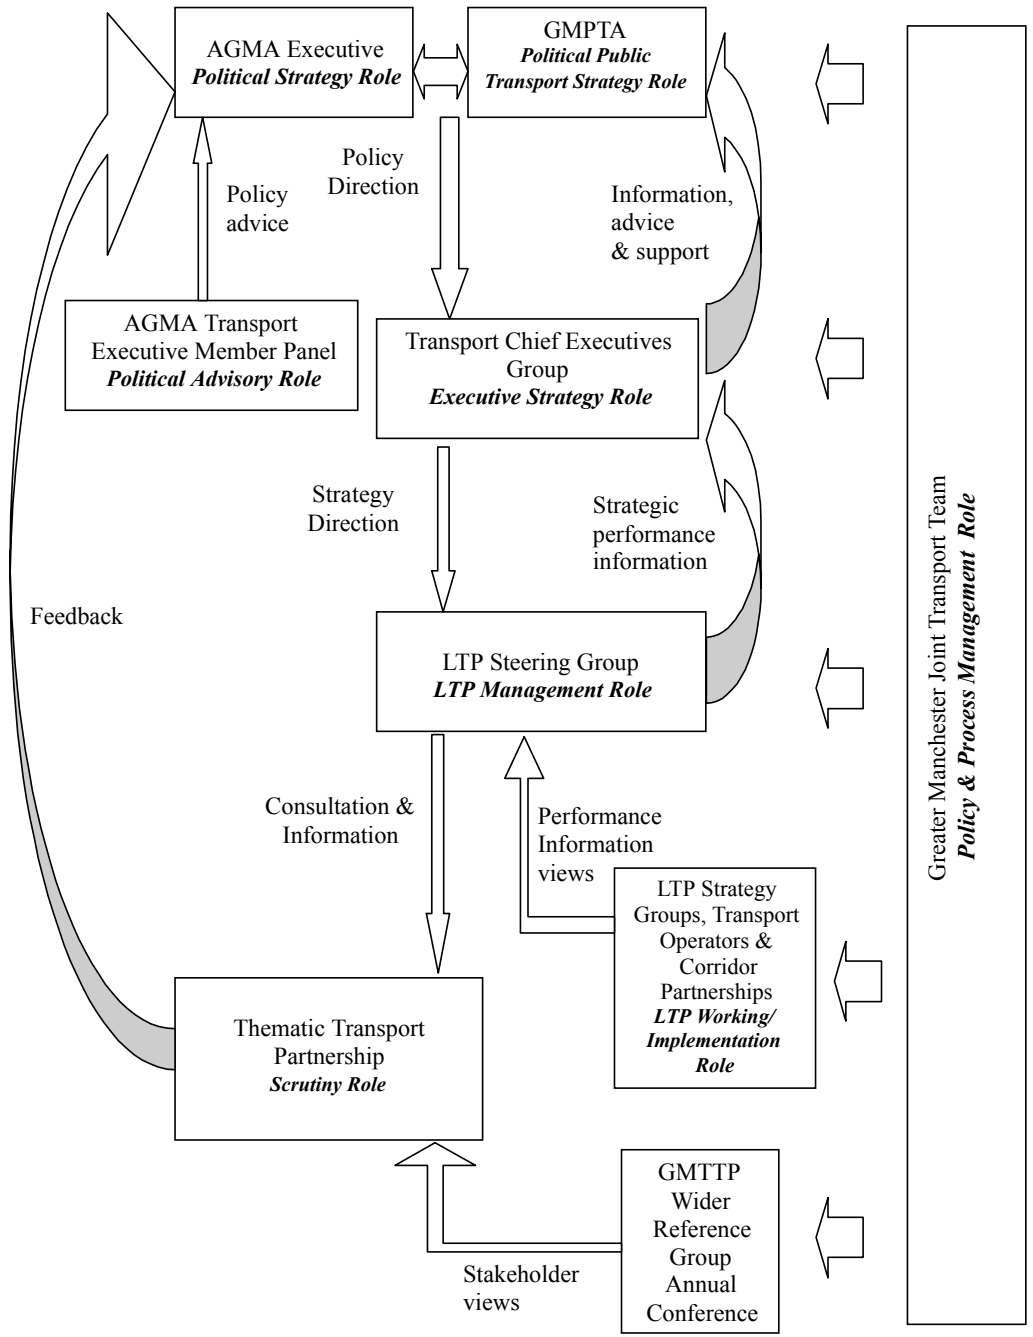 AGMA Executive
Political Strategy Role
GMPTA
Political Public
Transport Strategy Role
Policy
Direction
Policy
advice
Information,
advice
& support
AGMA Transport
Executive Member Panel
Political Advisory Role
Transport Chief Executives
Group
Executive Strategy Role
Strategy
Direction
Strategic
performance
information
Feedback
LTP Steering Group
LTP Management Role
Consultation &
Information
Performance
Information
views
LTP Strategy
Groups, Transport
Operators &
Corridor
Partnerships
LTP Working/
Implementation
Role
Thematic Transport
Partnership
Scrutiny Role
GMTTP
Wider
Reference
Group
Annual
Conference
Stakeholder
views
Greater Manchester Joint Transport Team
Policy & Process Management Role